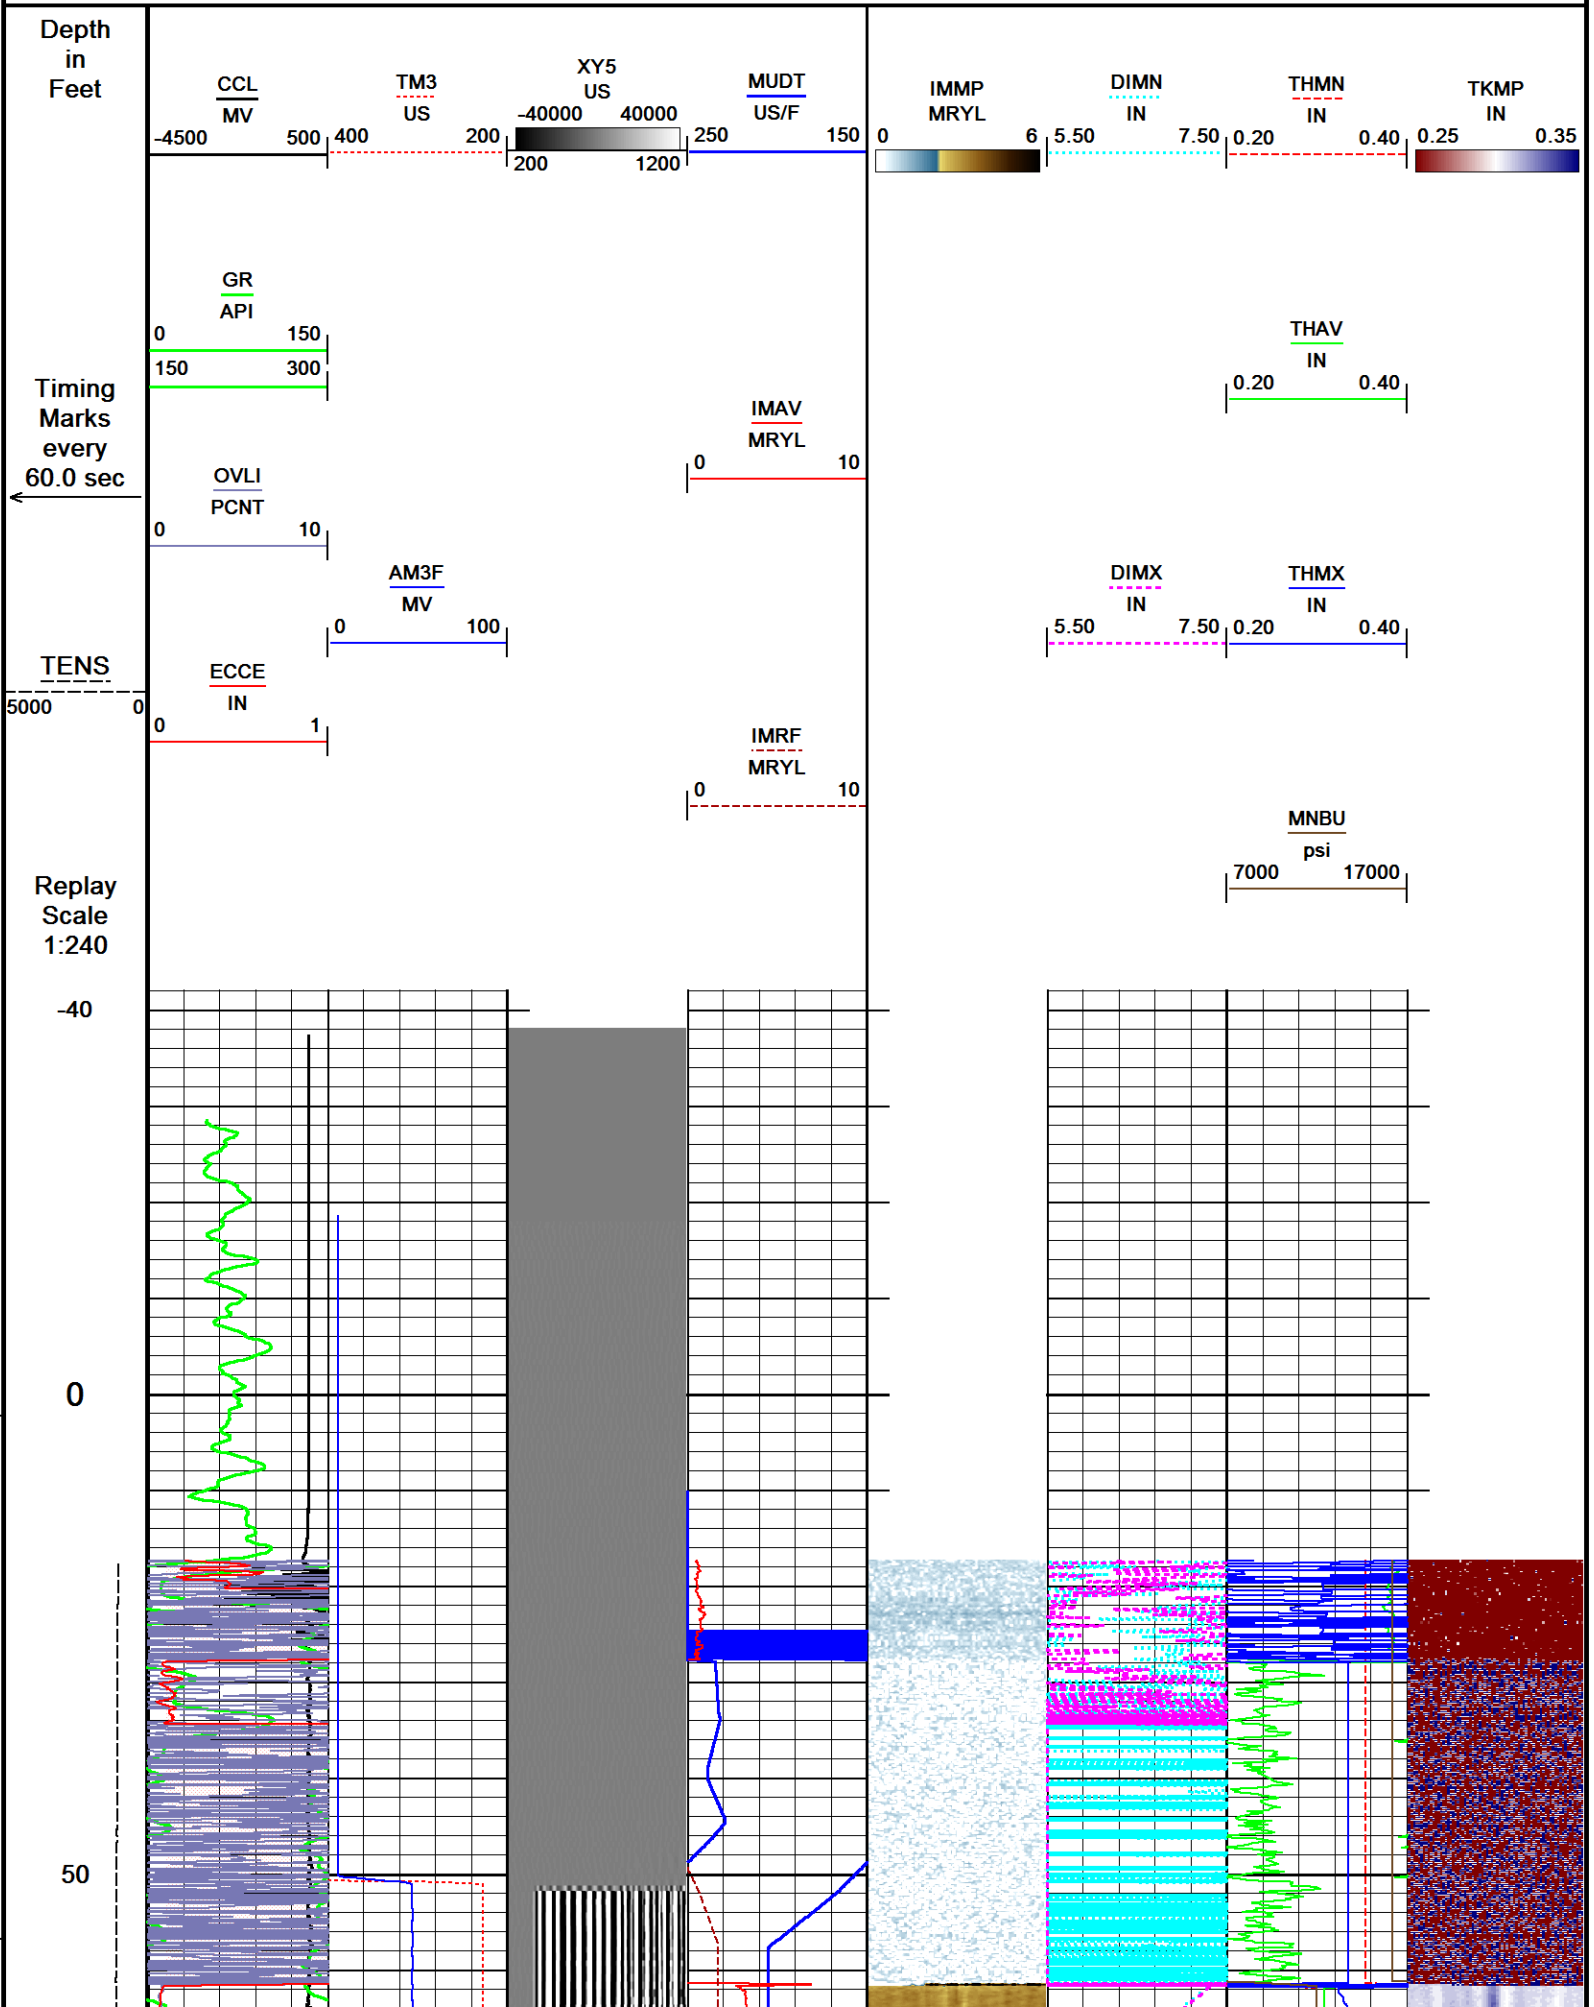 Depth
in
Feet
CCL
MV
-4500 500
TM3
US
400 200
XY5
US
-40000 40000
200 1200
MUDT
US/F
250 150
IMMP
MRYL
0 6
DIMN
IN
5.50 7.50
THMN
IN
0.20 0.40
TKMP
IN
0.25 0.35
GR
API
0 150
150 300
THAV
IN
0.20 0.40
Timing
Marks
every
60.0 sec
IMAV
MRYL
0 10
OVLI
PCNT
0 10
AM3F
MV
0 100
DIMX
IN
5.50 7.50
THMX
IN
0.20 0.40
TENS
5000 0
ECCE
IN
0 1
IMRF
MRYL
0 10
MNBU
psi
7000 17000
Replay
Scale
1:240
-40
0
50